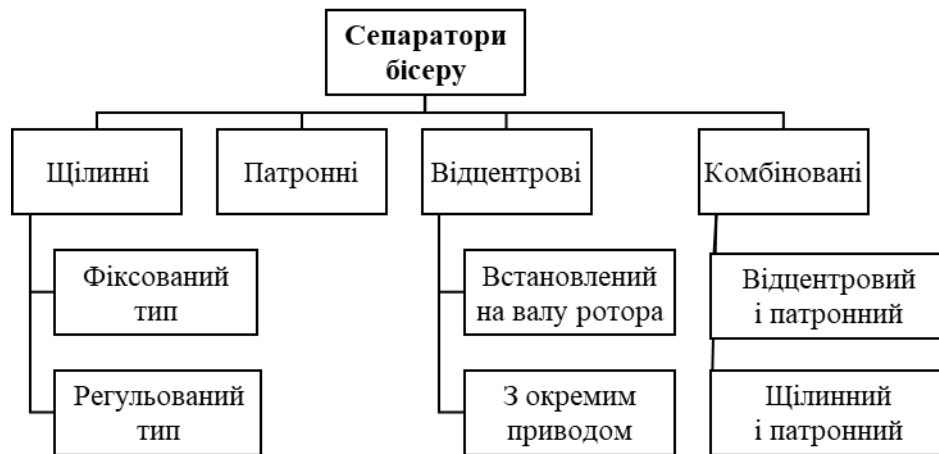 Сепаратори
бісеру
Щілинні
Патронні
Відцентрові
Комбіновані
Фіксований
тип
Встановлений
на валу ротора
Відцентровий
і патронний
Регульований
тип
З окремим
приводом
Щілинний
і патронний